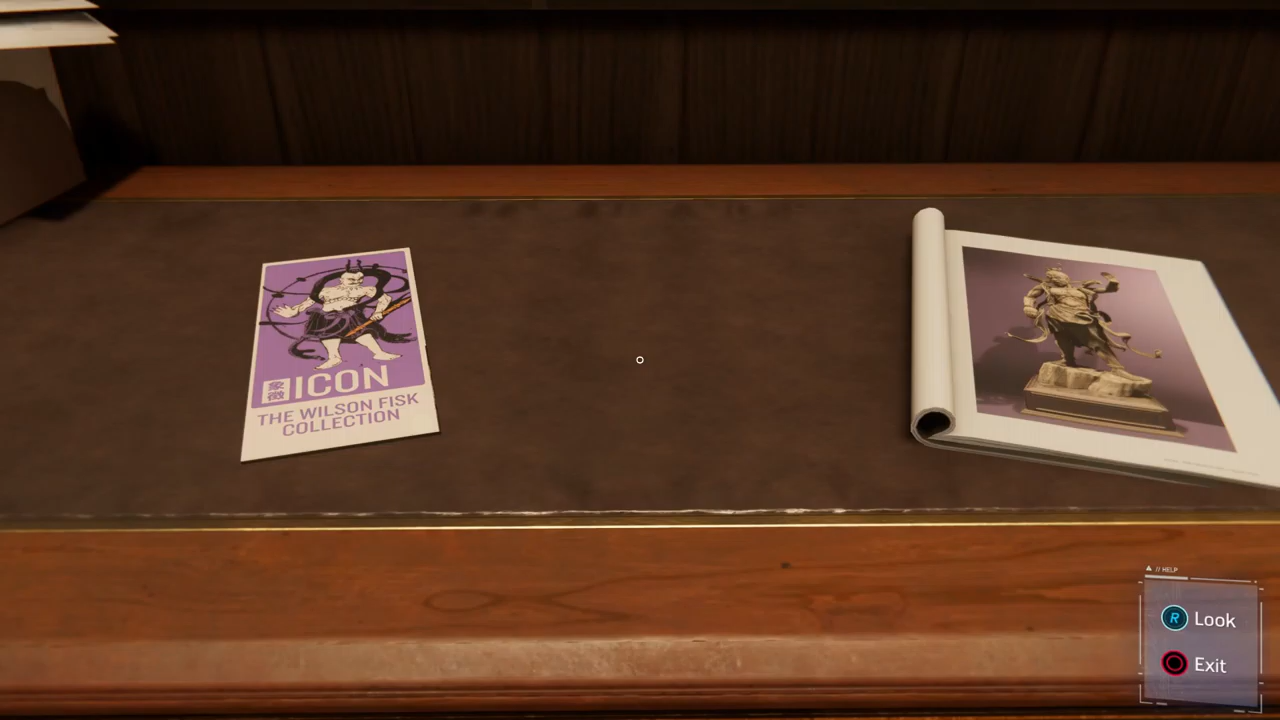 象徵
ICON
THE WILSON FISK
COLLECTION
// HELP
R Look
Exit